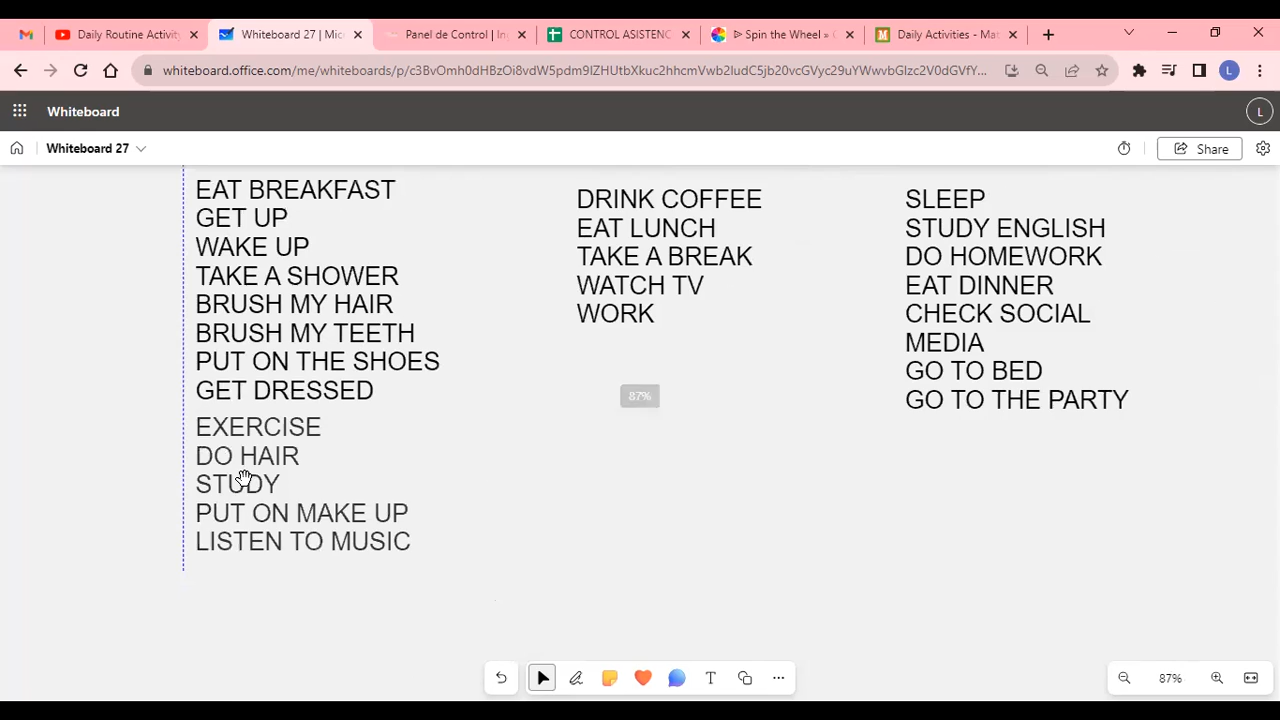 Daily Routine Activity
Whiteboard 27 | Mic
Panel de Control | In
CONTROL ASISTENC
Spin the Wheel »
Daily Activities - Mat
whiteboard.office.com/me/whiteboards/p/c3BvOmh0dHBzOi8vdW5pdm9lZHUtbXkuc2hhcmVwb2ludC5jb20vcGVyc29uYWwvbGlzc2V0dGVfY...
L
Whiteboard
L
Whiteboard 27
Share
EAT BREAKFAST
GET UP
WAKE UP
TAKE A SHOWER
BRUSH MY HAIR
BRUSH MY TEETH
PUT ON THE SHOES
GET DRESSED
EXERCISE
DO HAIR
STUDY
PUT ON MAKE UP
LISTEN TO MUSIC
DRINK COFFEE
EAT LUNCH
TAKE A BREAK
WATCH TV
WORK
87%
SLEEP
STUDY ENGLISH
DO HOMEWORK
EAT DINNER
CHECK SOCIAL
MEDIA
GO TO BED
GO TO THE PARTY
T
87%